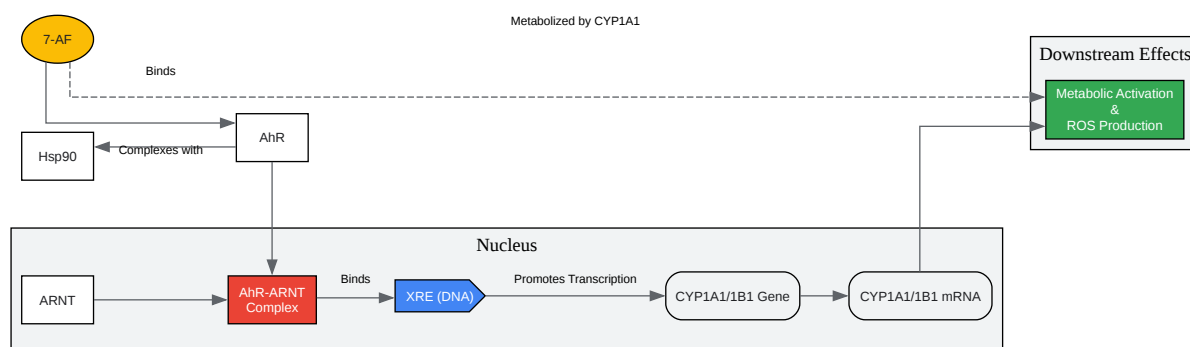 Metabolized by CYP1A1
7-AF
Downstream Effects
Binds
Metabolic Activation
&
ROS Production
AhR
Hsp90
Complexes with
Nucleus
Binds
Promotes Transcription
ARNT
AhR-ARNT
Complex
XRE (DNA)
CYP1A1/1B1 Gene
CYP1A1/1B1 mRNA